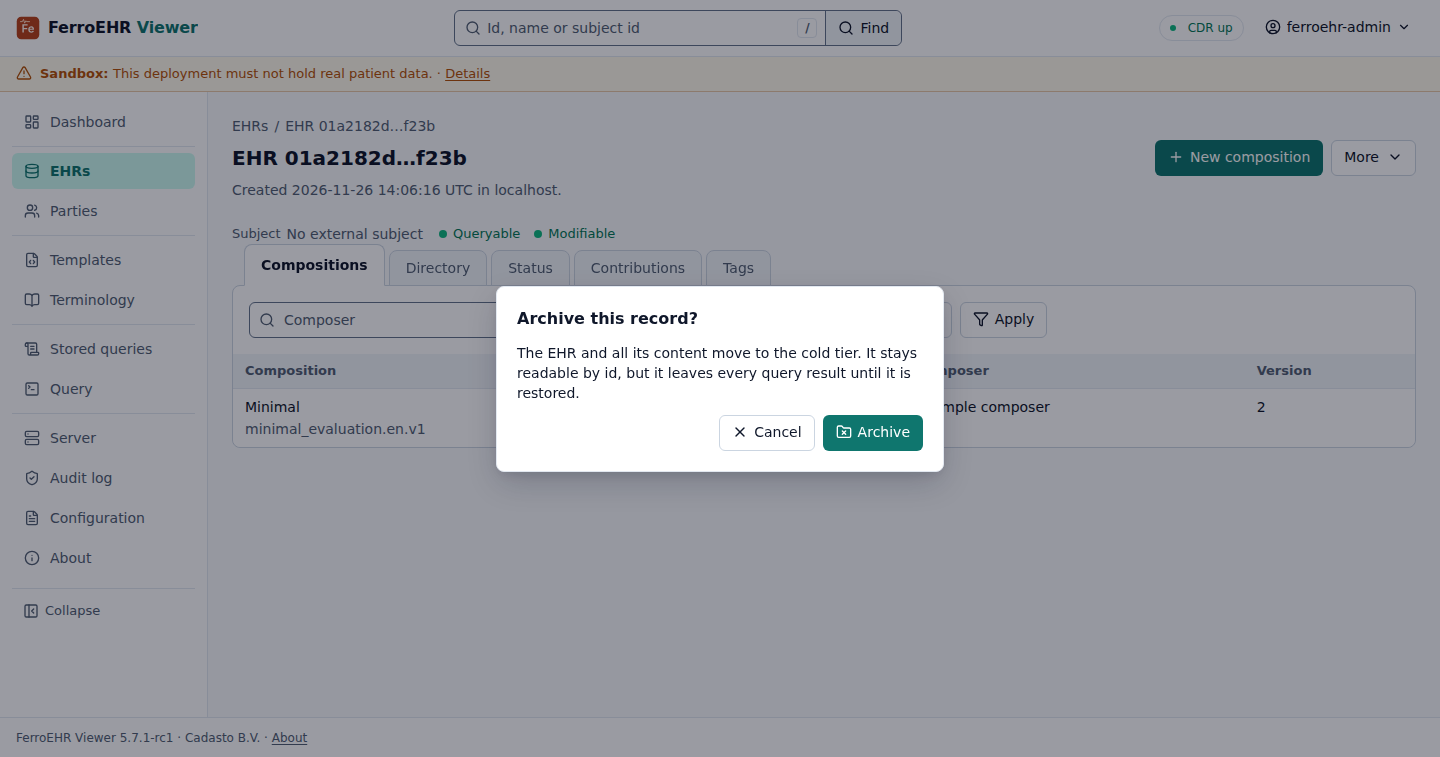 Fe FerroEHR Viewer
Id, name or subject id
/
Find
CDR up
ferroehr-admin
Sandbox: This deployment must not hold real patient data. · Details
Dashboard
EHRs
Parties
Templates
Terminology
Stored queries
Query
Server
Audit log
Configuration
About
Collapse
EHRs / EHR 01a2182d…f23b
EHR 01a2182d…f23b
New composition
More
Created 2026-11-26 14:06:16 UTC in localhost.
Subject No external subject
Queryable
Modifiable
Compositions
Directory
Status
Contributions
Tags
Composer
Apply
Composition
Version
Minimal
composer
2
minimal_evaluation.en.v1
Archive this record?
The EHR and all its content move to the cold tier. It stays
readable by id, but it leaves every query result until it is
restored.
Cancel
Archive
FerroEHR Viewer 5.7.1-rc1 · Cadasto B.V. · About